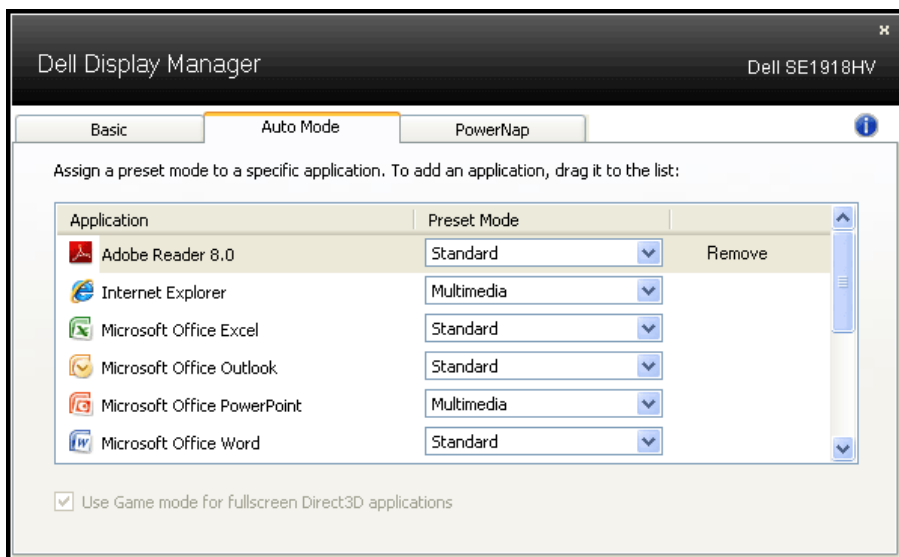 Dell Display Manager
Dell SE1918HV
Basic Auto Mode PowerNap
Assign a preset mode to a specific application. To add an application, drag it to the list:
Application Preset Mode
Adobe Reader 8.0 Standard Remove
Internet Explorer Multimedia
Microsoft Office Excel Standard
Microsoft Office Outlook Standard
Microsoft Office PowerPoint Multimedia
Microsoft Office Word Standard
Use Game mode for fullscreen Direct3D applications